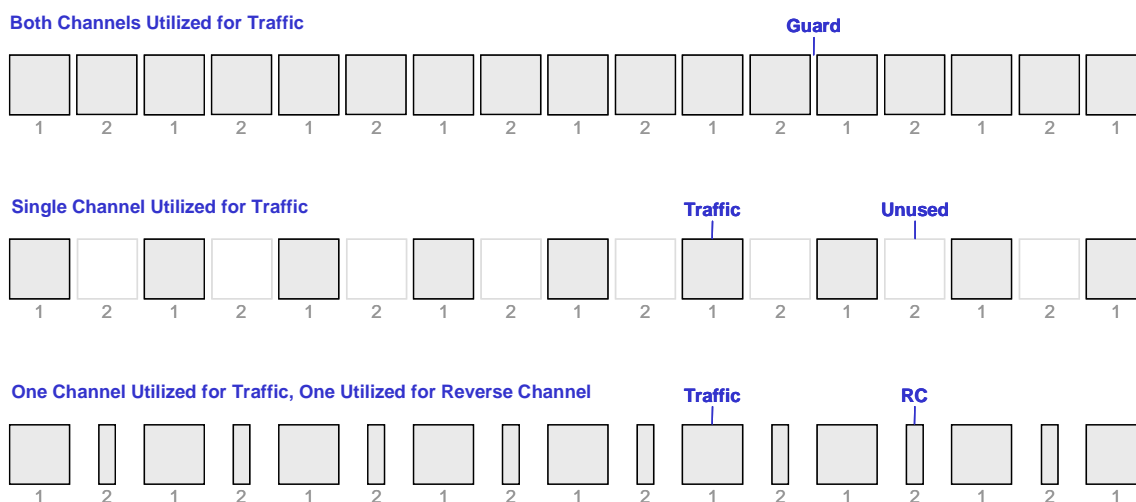 Both Channels Utilized for Traffic
Guard
1 2 1 2 1 2 1 2 1 2 1 2 1 2 1 2 1
Single Channel Utilized for Traffic
Traffic
Unused
1 2 1 2 1 2 1 2 1 2 1 2 1 2 1 2 1
One Channel Utilized for Traffic, One Utilized for Reverse Channel
Traffic
RC
1 2 1 2 1 2 1 2 1 2 1 2 1 2 1 2 1